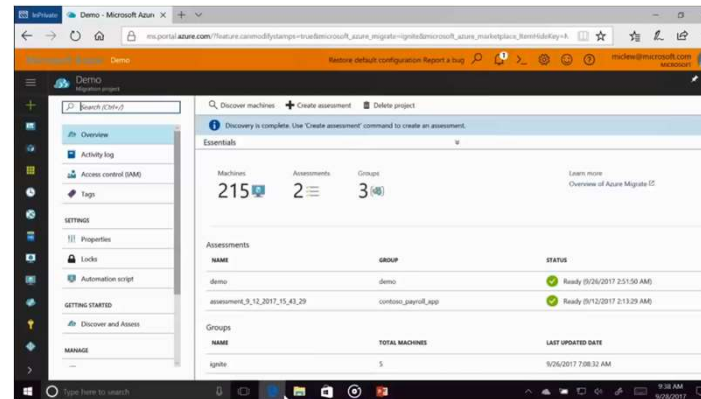 InPrivate
Demo - Microsoft Azure
ms.portal.azure.com/?feature.canmodifystamps=true&microsoft_azure_migrate=ignite&microsoft_azure_marketplace_ItemHideKey=
Demo
Restore default configuration
Report a bug
1
miclew@microsoft.com
MICROSOFT
Demo
Migration project
Search (Ctrl+/)
Discover machines
Create assessment
Delete project
Discovery is complete. Use 'Create assessment' command to create an assessment.
Overview
Activity log
Access control (IAM)
Tags
SETTINGS
Properties
Locks
Automation script
GETTING STARTED
Discover and Assess
MANAGE
Essentials
Machines
215
Assessments
2
Groups
3
Learn more
Overview of Azure Migrate
Assessments
NAME GROUP STATUS
demo demo Ready (9/26/2017 2:51:50 AM)
assessment_9_12_2017_15_43_29 contoso_payroll_app Ready (9/12/2017 2:13:29 AM)
Groups
NAME TOTAL MACHINES LAST UPDATED DATE
ignite 5 9/26/2017 7:08:32 AM
Type here to search
9:38 AM
9/28/2017